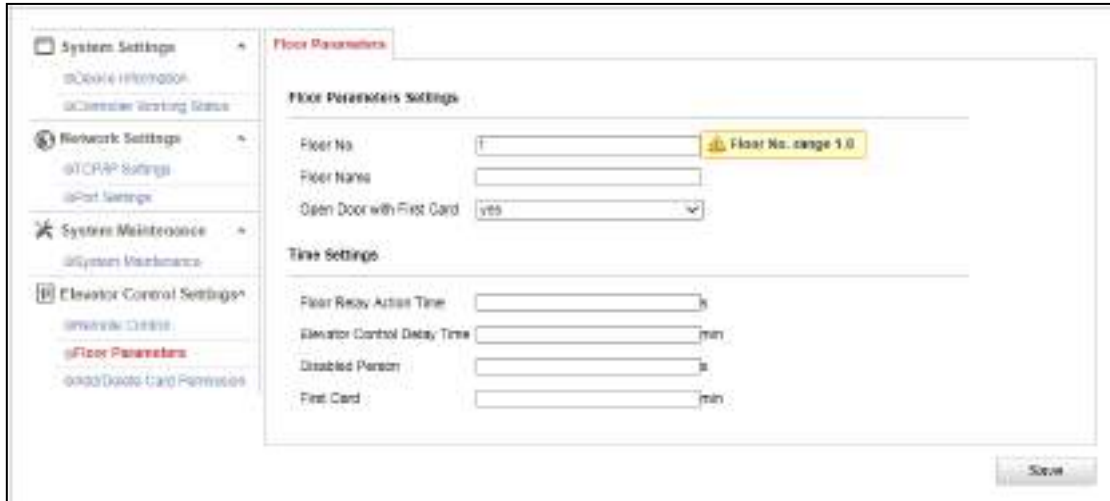 System Settings
Device Information
Controller Working Status
Network Settings
TCP/IP Settings
Port Settings
System Maintenance
System Maintenance
Elevator Control Settings
Remote Control
Floor Parameters
Add/Delete Card Permission
Floor Parameters
Floor Parameters Settings
Floor No. 1 Floor No. range
Floor Name
Open Door with First Card yes
Time Settings
Floor Relay Action Time s
Elevator Control Delay Time min
Disabled Person s
First Card min
Save